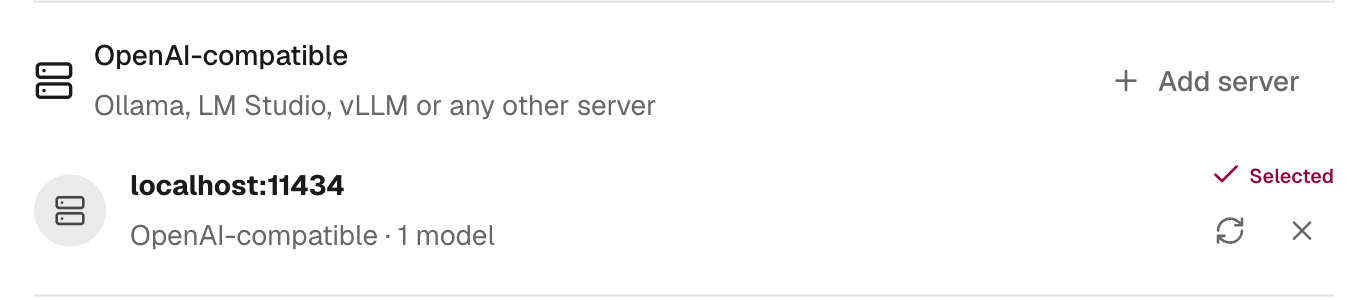 OpenAI-compatible
Ollama, LM Studio, vLLM or any other server
Add server
localhost:11434
Selected
OpenAI-compatible · 1 model